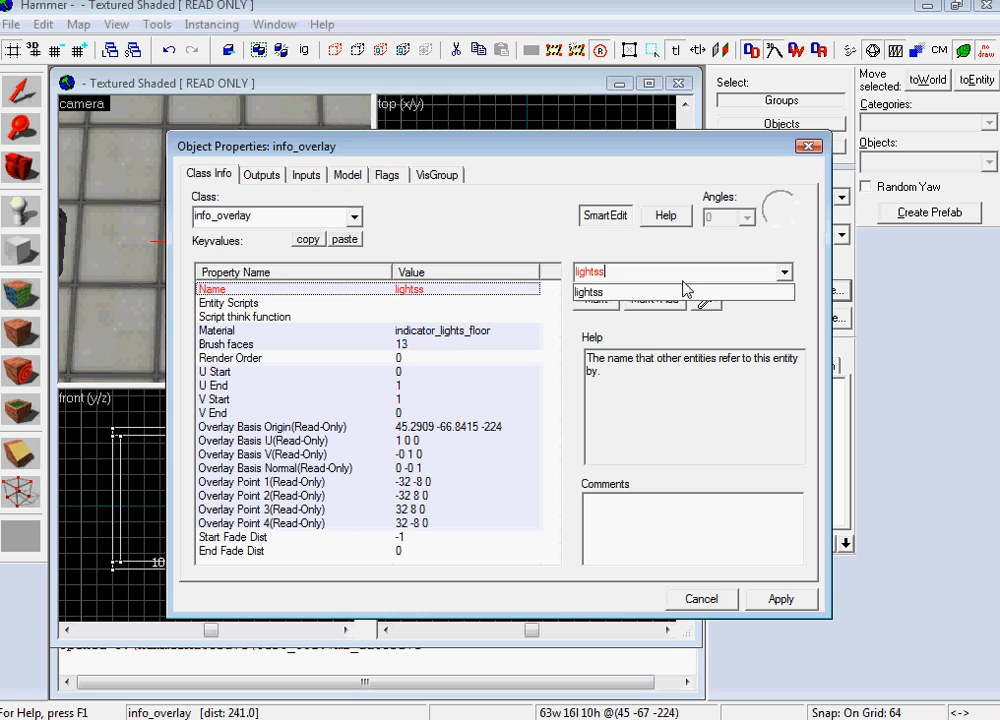 Hammer - - Textured Shaded [ READ ONLY ]
File Edit Map View Tools Instancing Window Help
- Textured Shaded [ READ ONLY ]
camera
top (x/y)
front (y/z)
Select:
Groups
Objects
Move selected:
toWorld
toEntity
Categories:
Objects:
Random Yaw
Create Prefab
Object Properties: info_overlay
Class Info Outputs Inputs Model Flags VisGroup
Class:
info_overlay
SmartEdit
Help
Angles:
0
Keyvalues:
copy
paste
Property Name Value
Name lightss
Entity Scripts
Script think function
Material indicator_lights_floor
Brush faces 13
Render Order 0
U Start 0
U End 1
V Start 1
V End 0
Overlay Basis Origin(Read-Only) 45.2909 -66.8415 -224
Overlay Basis U(Read-Only) 1 0 0
Overlay Basis V(Read-Only) -0 1 0
Overlay Basis Normal(Read-Only) 0 -0 1
Overlay Point 1(Read-Only) -32 -8 0
Overlay Point 2(Read-Only) -32 8 0
Overlay Point 3(Read-Only) 32 8 0
Overlay Point 4(Read-Only) 32 -8 0
Start Fade Dist -1
End Fade Dist 0
lightss
lightss
Help
The name that other entities refer to this entity
by.
Comments
Cancel
Apply
10
For Help, press F1
info_overlay [dist: 241.0]
63w 16l 10h @(45 -67 -224)
Snap: On Grid: 64
<->